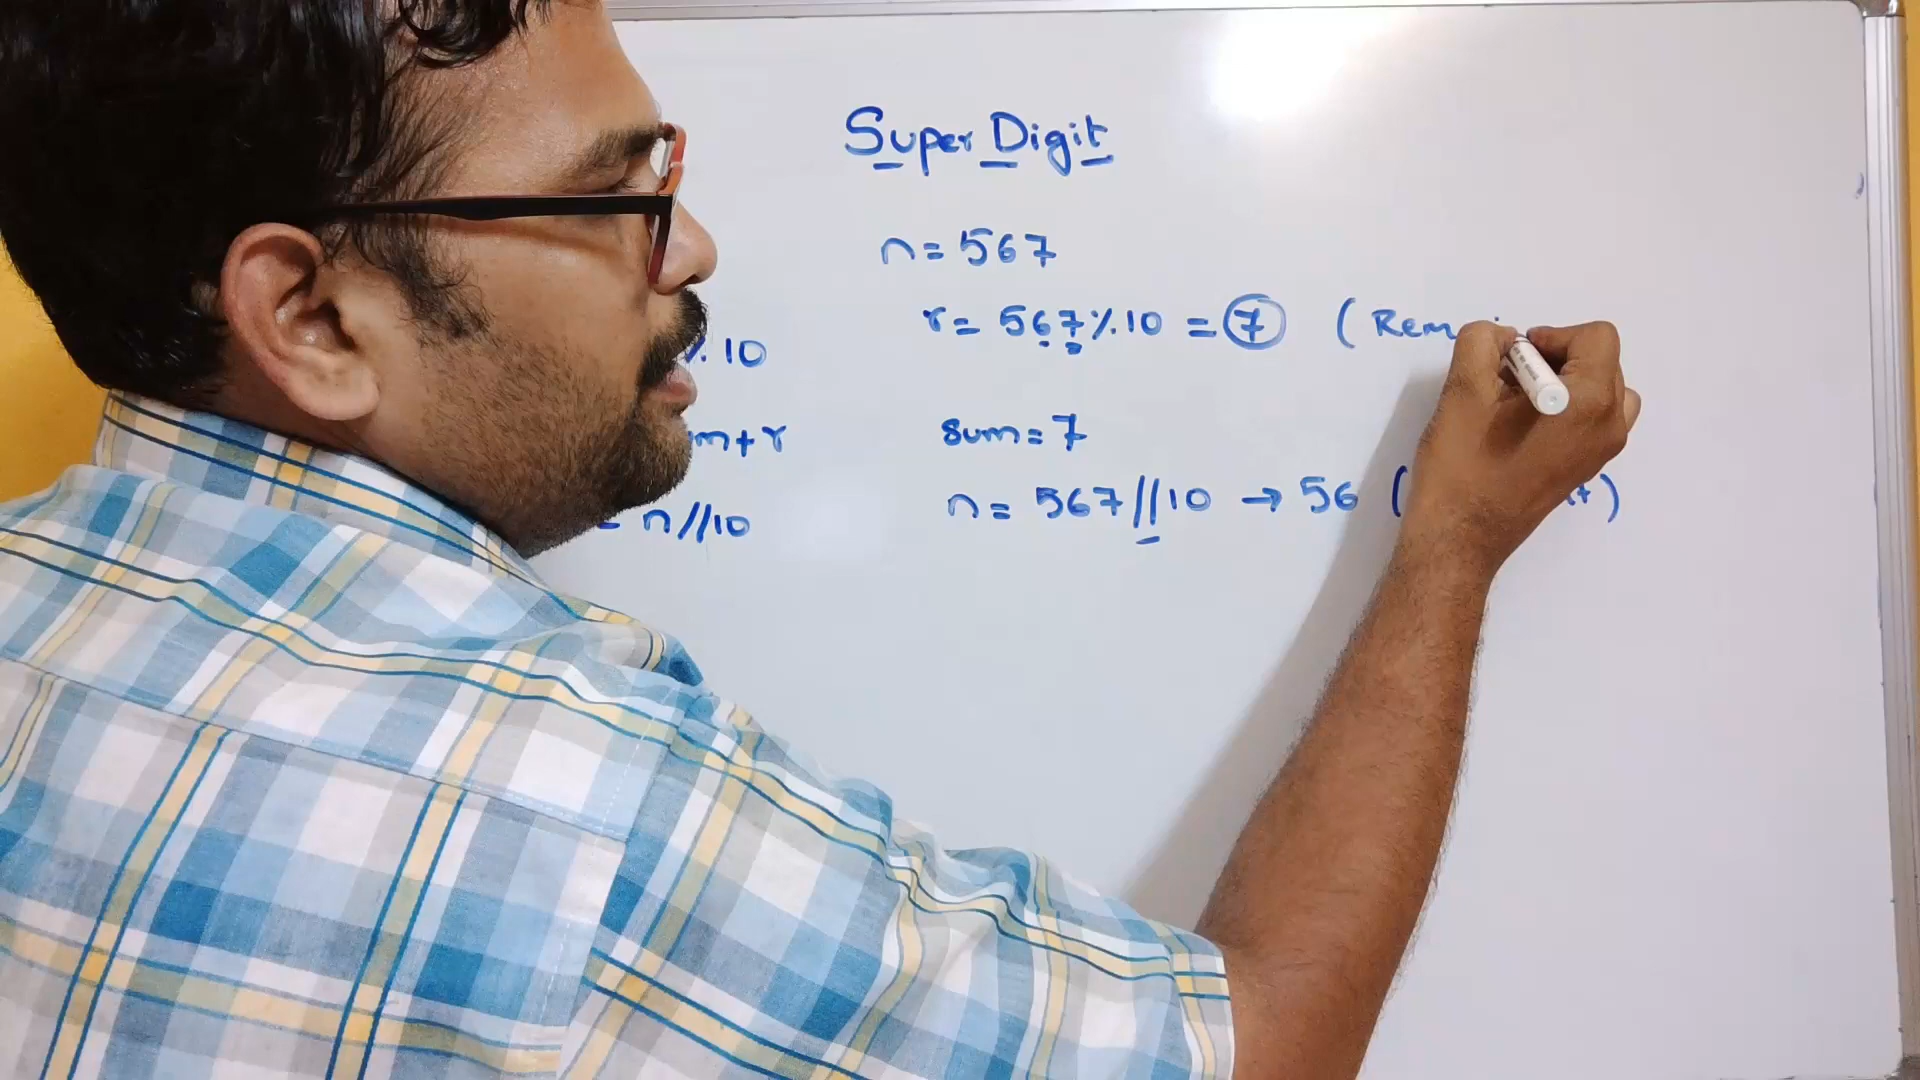 Super Digit
n = 567
r = 567 % 10 = 7 ( Rem
% 10
m + r
sum = 7
n // 10
n = 567 // 10 → 56 ( )